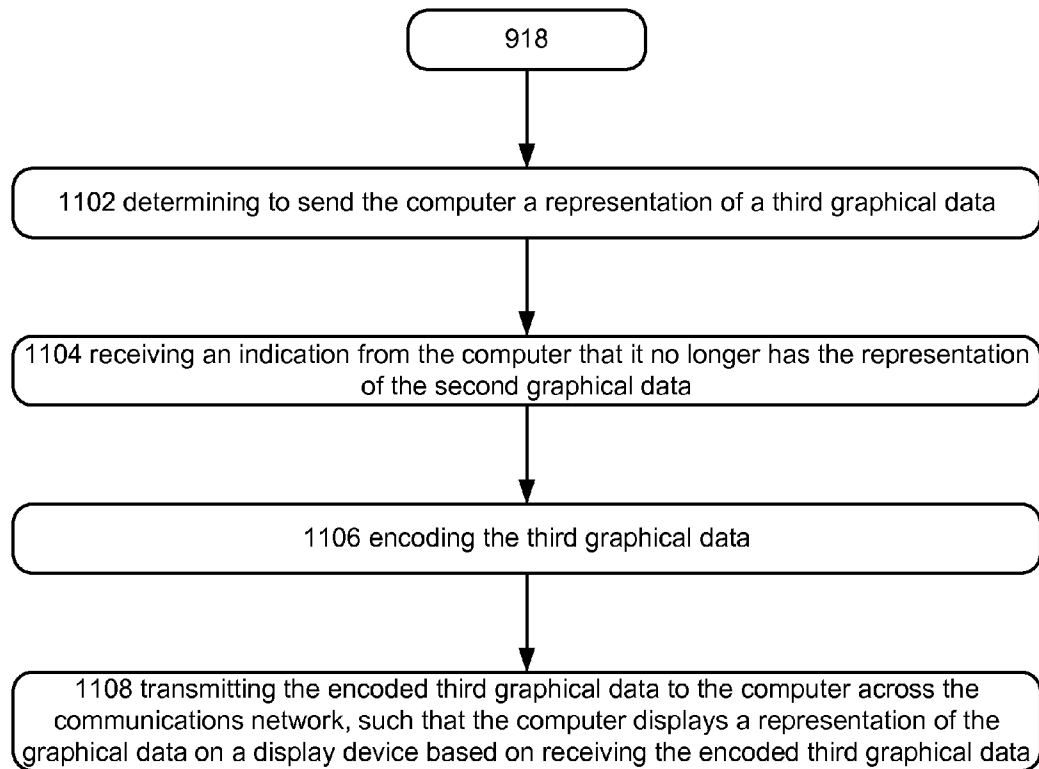 918
1102 determining to send the computer a representation of a third graphical data
1104 receiving an indication from the computer that it no longer has the representation
of the second graphical data
1106 encoding the third graphical data
1108 transmitting the encoded third graphical data to the computer across the
communications network, such that the computer displays a representation of the
graphical data on a display device based on receiving the encoded third graphical data